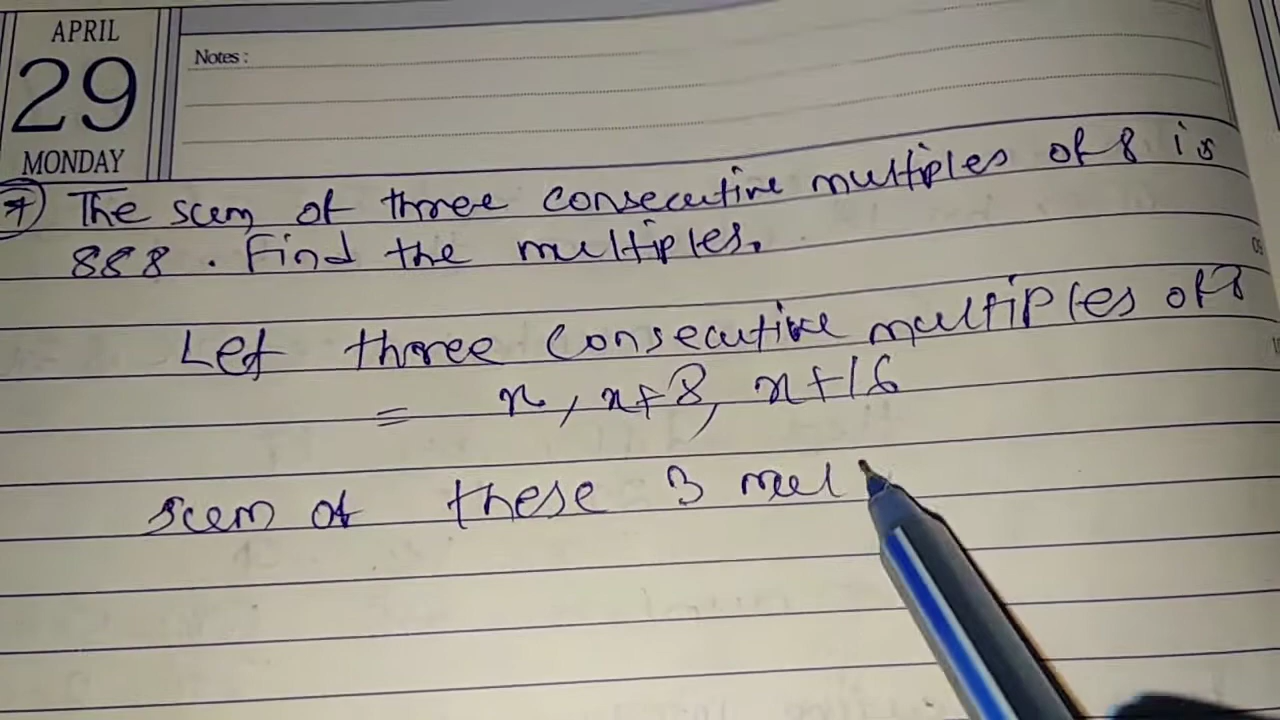 APRIL
29
MONDAY
Notes :
7) The sum of three consecutive multiples of 8 is
888. Find the multiples.
Let three consecutive multiples of 8
= x, x+8, x+16
sum of these 3 mul